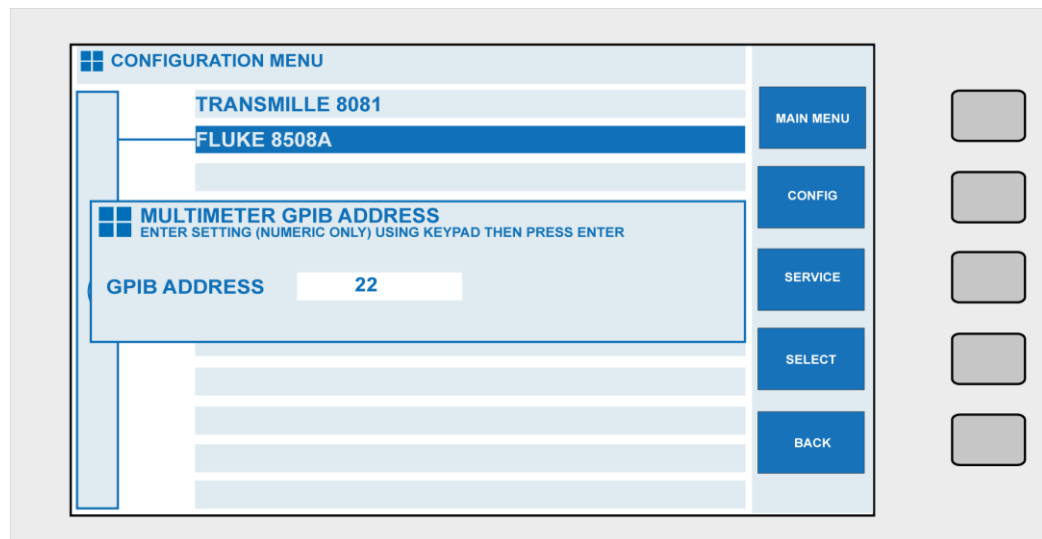 CONFIGURATION MENU
TRANSMILLE 8081
FLUKE 8508A
MULTIMETER GPIB ADDRESS
ENTER SETTING (NUMERIC ONLY) USING KEYPAD THEN PRESS ENTER
GPIB ADDRESS 22
MAIN MENU
CONFIG
SERVICE
SELECT
BACK